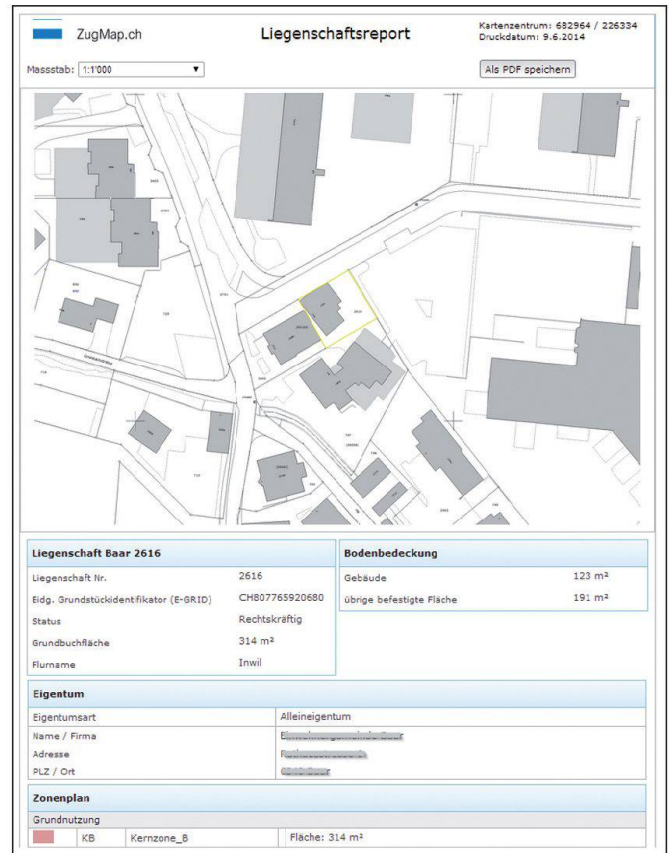 ZugMap.ch
Liegenschaftsreport
Kartenzentrum: 682964 / 226334
Druckdatum: 9.6.2014
Massstab: 1:1'000
Als PDF speichern
Liegenschaft Baar 2616
Liegenschaft Nr. 2616
Eidg. Grundstückidentifikator (E-GRID) CH807765920680
Status Rechtskräftig
Grundbuchfläche 314 m²
Flurname Inwil
Bodenbedeckung
Gebäude 123 m²
übrige befestigte Fläche 191 m²
Eigentum
Eigentumsart Alleineigentum
Name / Firma
Adresse
PLZ / Ort
Zonenplan
Grundnutzung
KB Kernzone_B Fläche: 314 m²